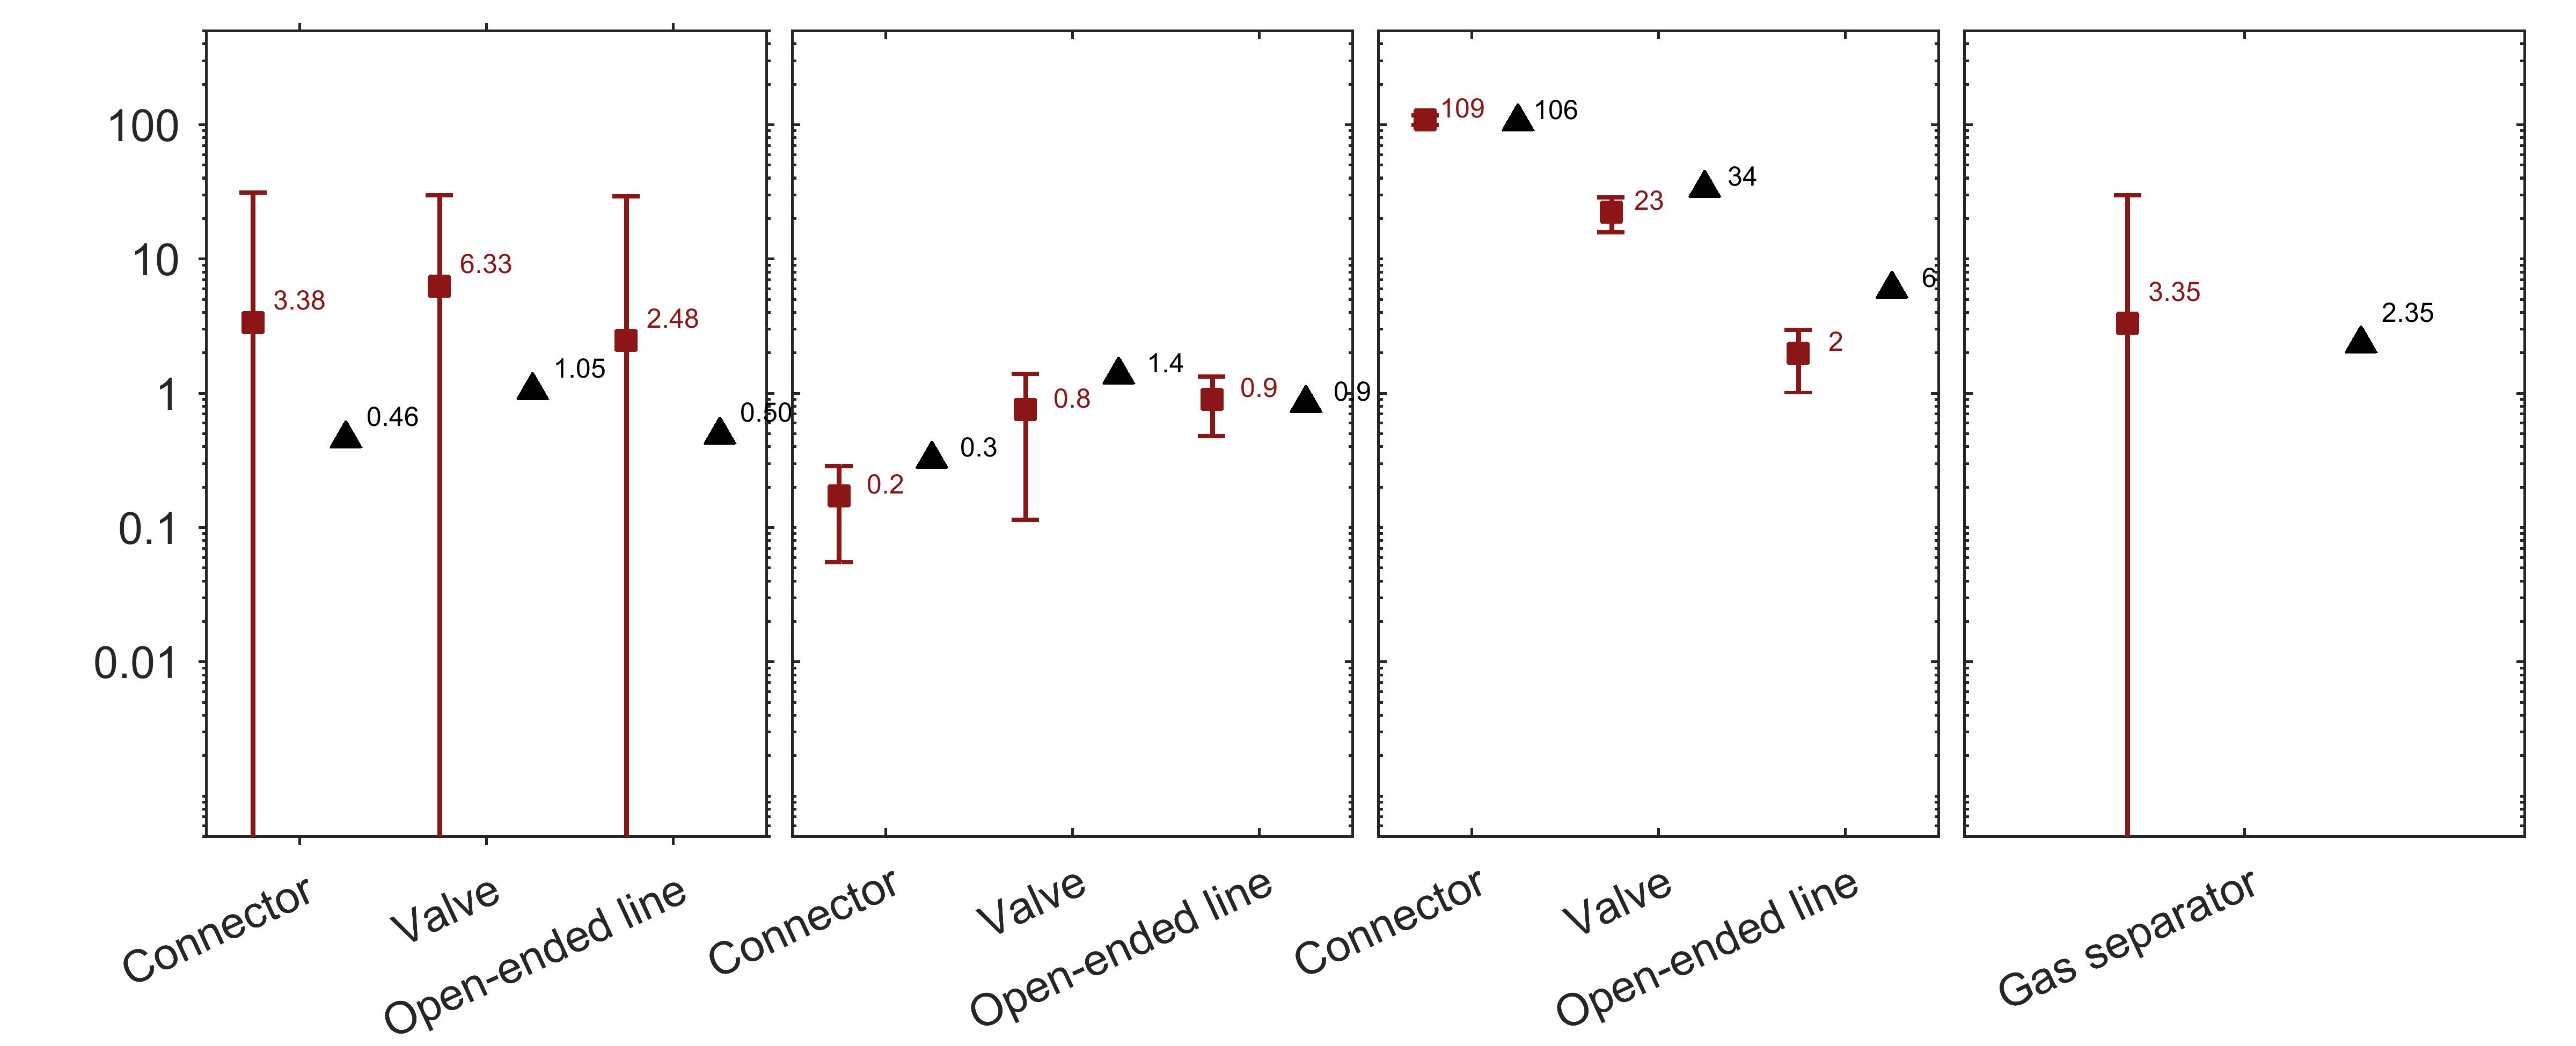 100
10
1
0.1
0.01
3.38
0.46
6.33
1.05
2.48
0.50
Connector
Valve
Open-ended line
0.2
0.3
0.8
1.4
0.9
0.9
Connector
Valve
Open-ended line
109
106
23
34
2
6
Connector
Valve
Open-ended line
3.35
2.35
Gas separator